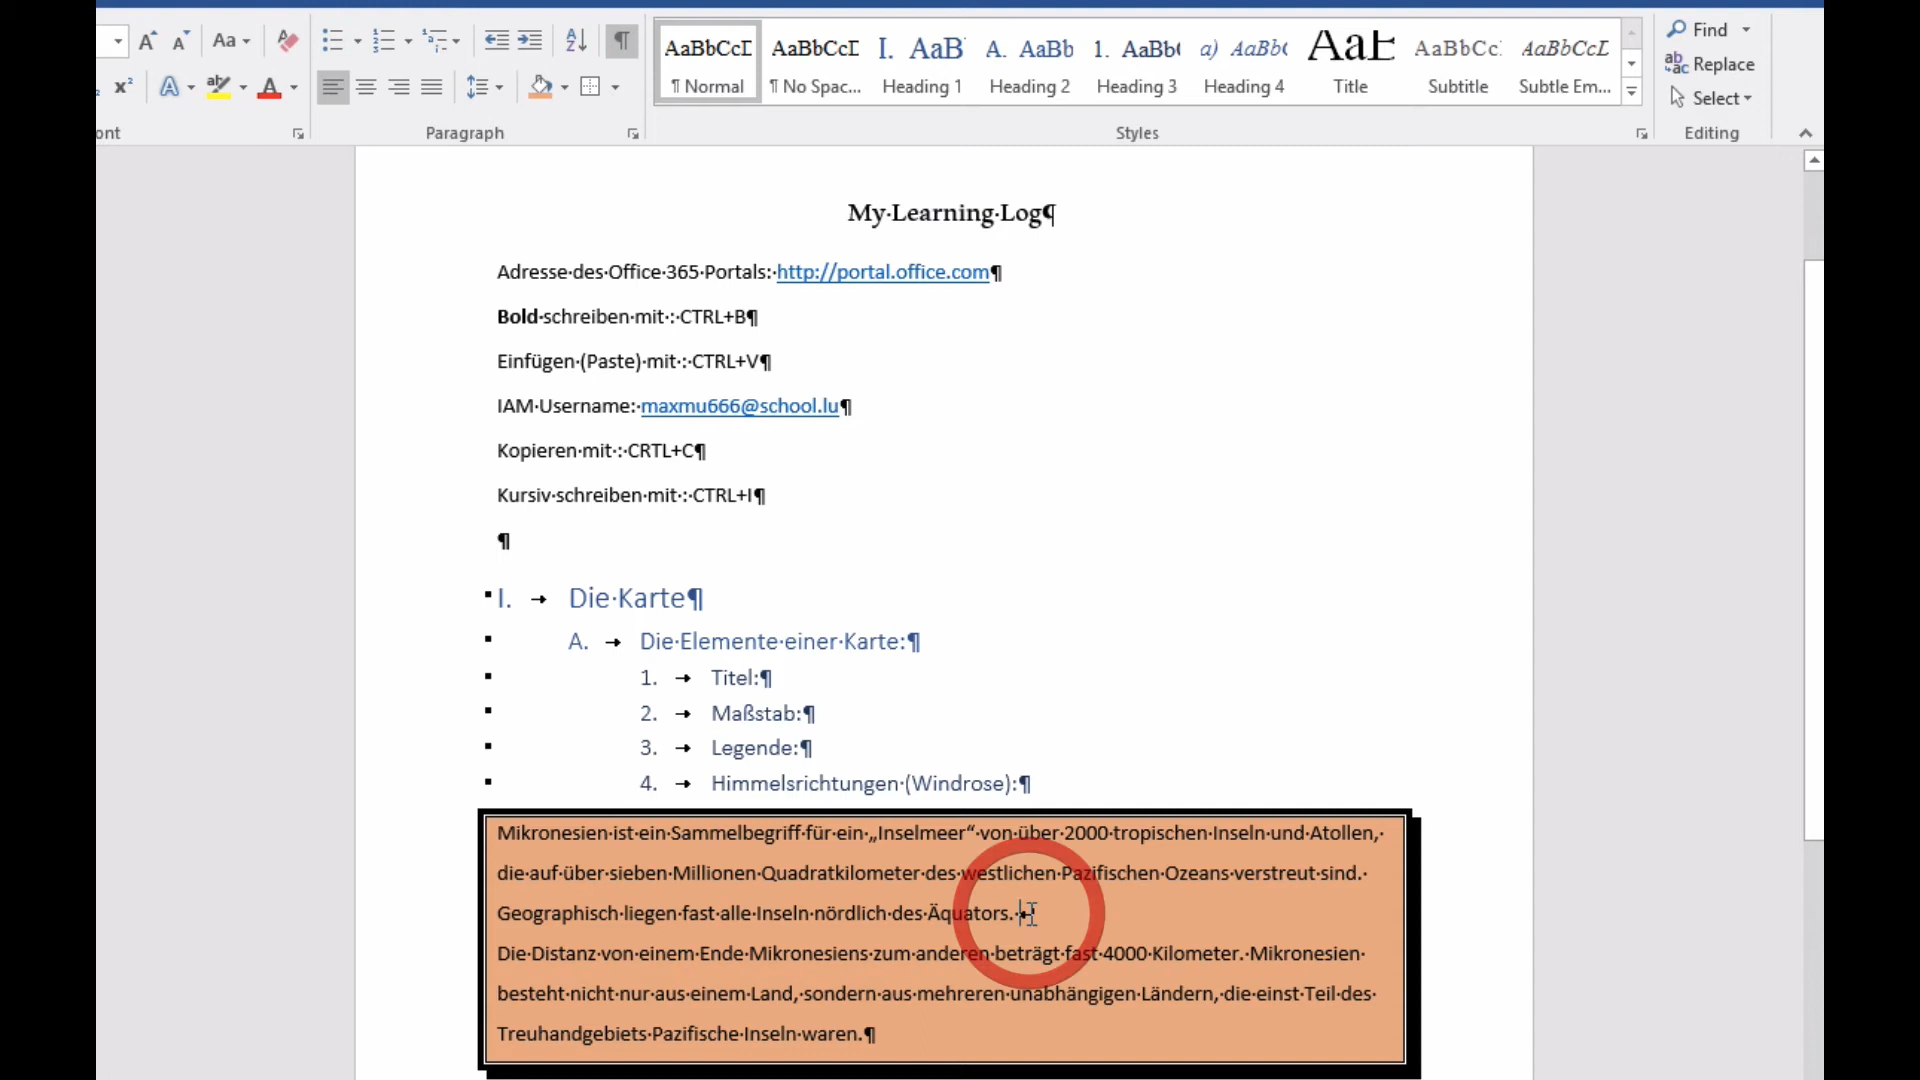 Aa
Find
Replace
Select
ont
Paragraph
Styles
Editing
AaBbCcD
¶ Normal
AaBbCcD
¶ No Spac...
I. AaB
Heading 1
A. AaBb
Heading 2
1. AaBb(
Heading 3
a) AaBb(
Heading 4
AaB
Title
AaBbCc
Subtitle
AaBbCcD
Subtle Em...
My·Learning·Log¶
Adresse·des·Office·365·Portals:·http://portal.office.com¶
Bold·schreiben·mit·:·CTRL+B¶
Einfügen·(Paste)·mit·:·CTRL+V¶
IAM·Username:·maxmu666@school.lu¶
Kopieren·mit·:·CRTL+C¶
Kursiv·schreiben·mit·:·CTRL+I¶
¶
I. → Die·Karte¶
A. → Die·Elemente·einer·Karte:¶
1. → Titel:¶
2. → Maßstab:¶
3. → Legende:¶
4. → Himmelsrichtungen·(Windrose):¶
Mikronesien·ist·ein·Sammelbegriff·für·ein·„Inselmeer“·von·über·2000·tropischen·Inseln·und·Atollen,·
die·auf·über·sieben·Millionen·Quadratkilometer·des·westlichen·Pazifischen·Ozeans·verstreut·sind.·
Geographisch·liegen·fast·alle·Inseln·nördlich·des·Äquators.·
Die·Distanz·von·einem·Ende·Mikronesiens·zum·anderen·beträgt·fast·4000·Kilometer.·Mikronesien·
besteht·nicht·nur·aus·einem·Land,·sondern·aus·mehreren·unabhängigen·Ländern,·die·einst·Teil·des·
Treuhandgebiets·Pazifische·Inseln·waren.¶